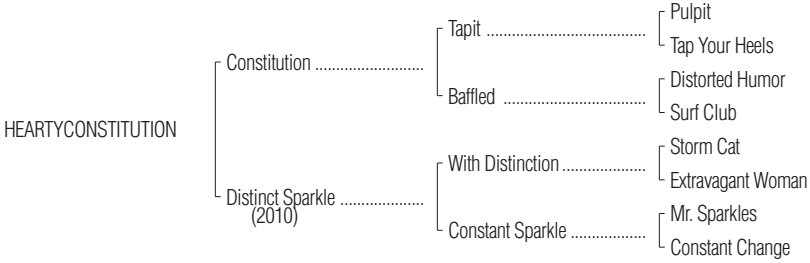 Pulpit
Tapit ......................................
Tap Your Heels
Constitution .........................
Distorted Humor
Baffled ..................................
Surf Club
HEARTYCONSTITUTION
Storm Cat
With Distinction ....................
Extravagant Woman
Distinct Sparkle ....................
(2010)
Mr. Sparkles
Constant Sparkle ..................
Constant Change